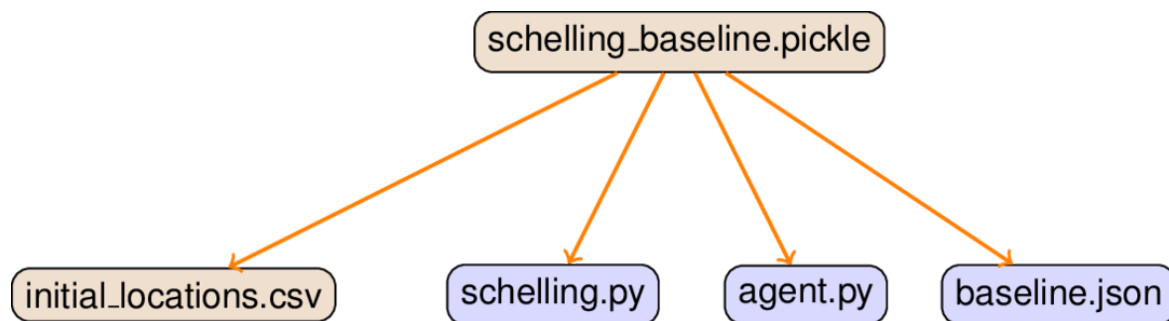 schelling_baseline.pickle
initial_locations.csv
schelling.py
agent.py
baseline.json